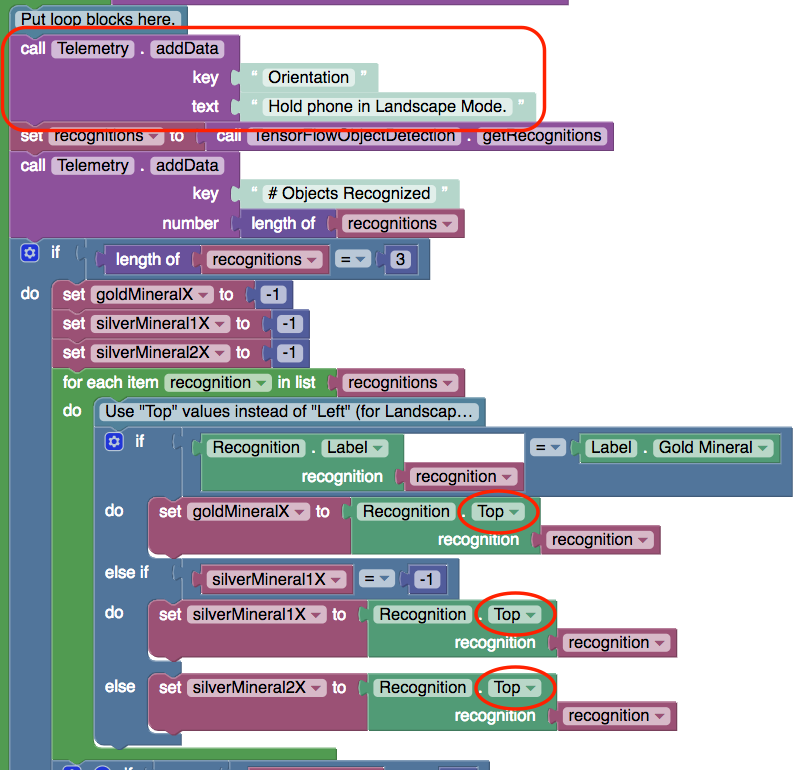 Put loop blocks here.
call Telemetry . addData
key “ Orientation ”
text “ Hold phone in Landscape Mode. ”
set recognitions to call TensorFlowObjectDetection . getRecognitions
call Telemetry . addData
key “ # Objects Recognized ”
number length of recognitions
if length of recognitions = 3
do set goldMineralX to -1
set silverMineral1X to -1
set silverMineral2X to -1
for each item recognition in list recognitions
do Use "Top" values instead of "Left" (for Landscap...
if Recognition . Label = Label . Gold Mineral
recognition recognition
do set goldMineralX to Recognition . Top
recognition recognition
else if silverMineral1X = -1
do set silverMineral1X to Recognition . Top
recognition recognition
else set silverMineral2X to Recognition . Top
recognition recognition